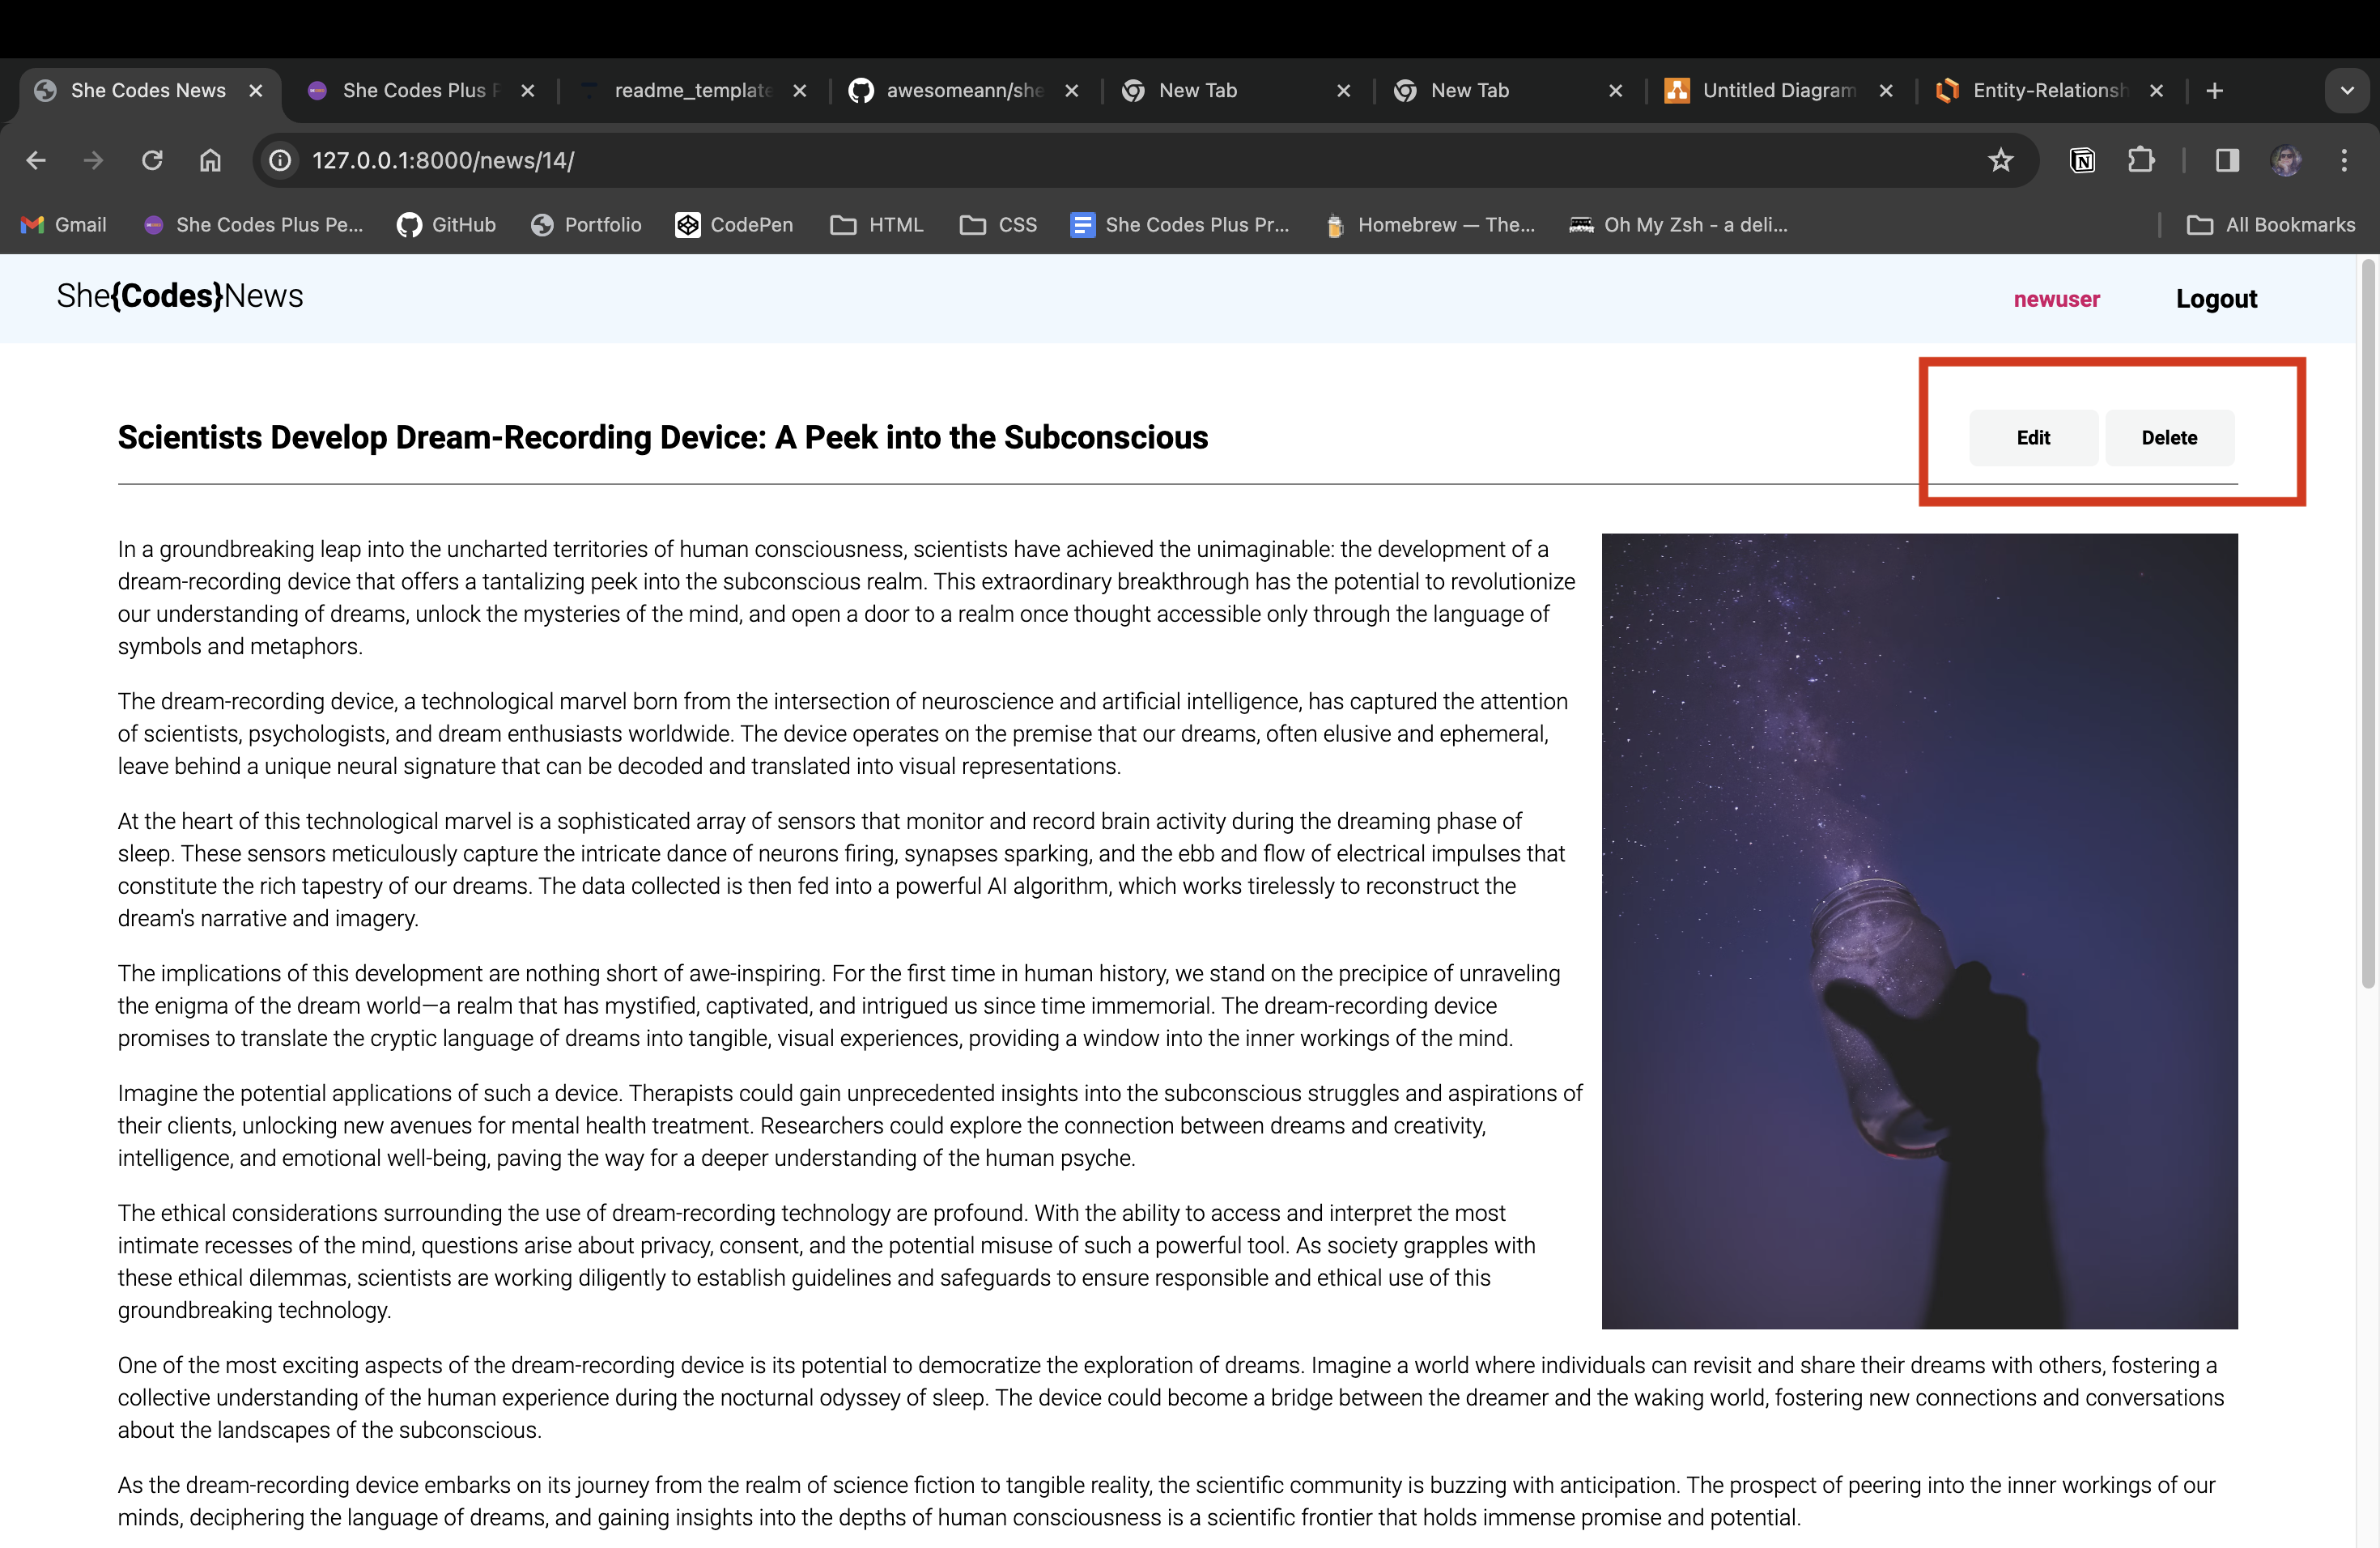 She Codes News
She Codes Plus P
readme_template
awesomeann/she
New Tab
New Tab
Untitled Diagram
Entity-Relationsh
127.0.0.1:8000/news/14/
Gmail
She Codes Plus Pe...
GitHub
Portfolio
CodePen
HTML
CSS
She Codes Plus Pr...
Homebrew — The...
Oh My Zsh - a deli...
All Bookmarks
She{Codes}News
newuser
Logout
Scientists Develop Dream-Recording Device: A Peek into the Subconscious
Edit
Delete
In a groundbreaking leap into the uncharted territories of human consciousness, scientists have achieved the unimaginable: the development of a
dream-recording device that offers a tantalizing peek into the subconscious realm. This extraordinary breakthrough has the potential to revolutionize
our understanding of dreams, unlock the mysteries of the mind, and open a door to a realm once thought accessible only through the language of
symbols and metaphors.
The dream-recording device, a technological marvel born from the intersection of neuroscience and artificial intelligence, has captured the attention
of scientists, psychologists, and dream enthusiasts worldwide. The device operates on the premise that our dreams, often elusive and ephemeral,
leave behind a unique neural signature that can be decoded and translated into visual representations.
At the heart of this technological marvel is a sophisticated array of sensors that monitor and record brain activity during the dreaming phase of
sleep. These sensors meticulously capture the intricate dance of neurons firing, synapses sparking, and the ebb and flow of electrical impulses that
constitute the rich tapestry of our dreams. The data collected is then fed into a powerful AI algorithm, which works tirelessly to reconstruct the
dream's narrative and imagery.
The implications of this development are nothing short of awe-inspiring. For the first time in human history, we stand on the precipice of unraveling
the enigma of the dream world—a realm that has mystified, captivated, and intrigued us since time immemorial. The dream-recording device
promises to translate the cryptic language of dreams into tangible, visual experiences, providing a window into the inner workings of the mind.
Imagine the potential applications of such a device. Therapists could gain unprecedented insights into the subconscious struggles and aspirations of
their clients, unlocking new avenues for mental health treatment. Researchers could explore the connection between dreams and creativity,
intelligence, and emotional well-being, paving the way for a deeper understanding of the human psyche.
The ethical considerations surrounding the use of dream-recording technology are profound. With the ability to access and interpret the most
intimate recesses of the mind, questions arise about privacy, consent, and the potential misuse of such a powerful tool. As society grapples with
these ethical dilemmas, scientists are working diligently to establish guidelines and safeguards to ensure responsible and ethical use of this
groundbreaking technology.
One of the most exciting aspects of the dream-recording device is its potential to democratize the exploration of dreams. Imagine a world where individuals can revisit and share their dreams with others, fostering a
collective understanding of the human experience during the nocturnal odyssey of sleep. The device could become a bridge between the dreamer and the waking world, fostering new connections and conversations
about the landscapes of the subconscious.
As the dream-recording device embarks on its journey from the realm of science fiction to tangible reality, the scientific community is buzzing with anticipation. The prospect of peering into the inner workings of our
minds, deciphering the language of dreams, and gaining insights into the depths of human consciousness is a scientific frontier that holds immense promise and potential.